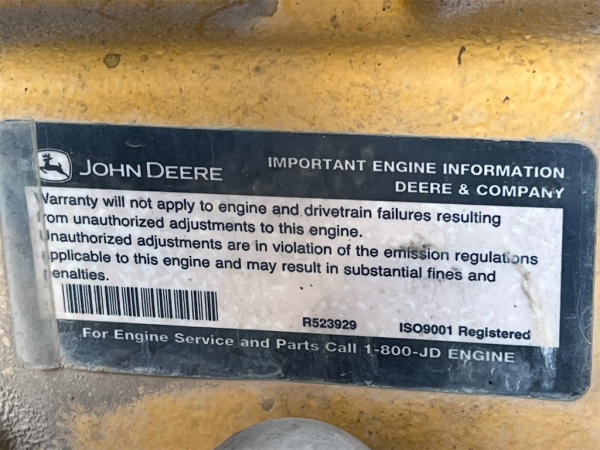 JOHN DEERE
IMPORTANT ENGINE INFORMATION
DEERE & COMPANY
Warranty will not apply to engine and drivetrain failures resulting
from unauthorized adjustments to this engine.
Unauthorized adjustments are in violation of the emission regulations
applicable to this engine and may result in substantial fines and
penalties.
R523929 ISO9001 Registered
For Engine Service and Parts Call 1-800-JD ENGINE